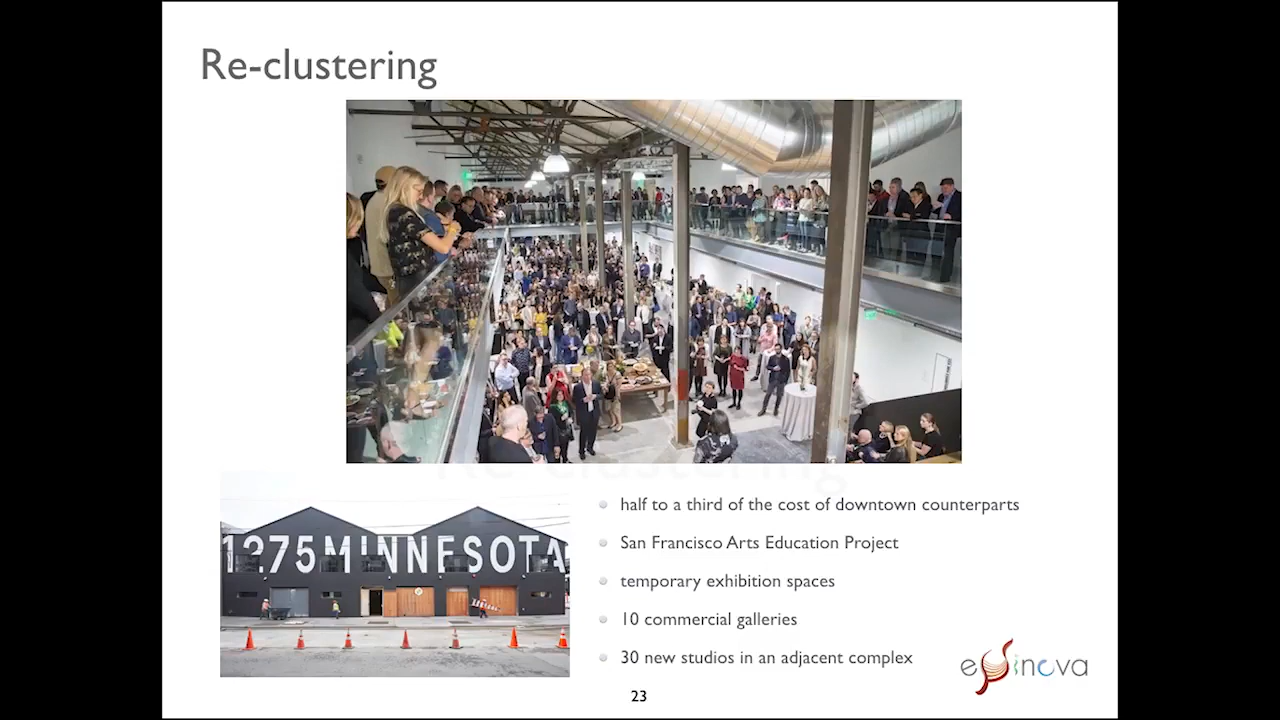 Re-clustering
1275MINNESOTA
half to a third of the cost of downtown counterparts
San Francisco Arts Education Project
temporary exhibition spaces
10 commercial galleries
30 new studios in an adjacent complex
23